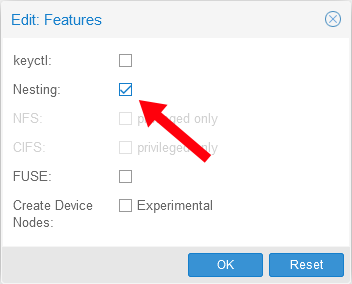 Edit: Features
keyctl:
Nesting:
NFS: privileged only
CIFS: privileged only
FUSE:
Create Device Experimental
Nodes:
OK Reset